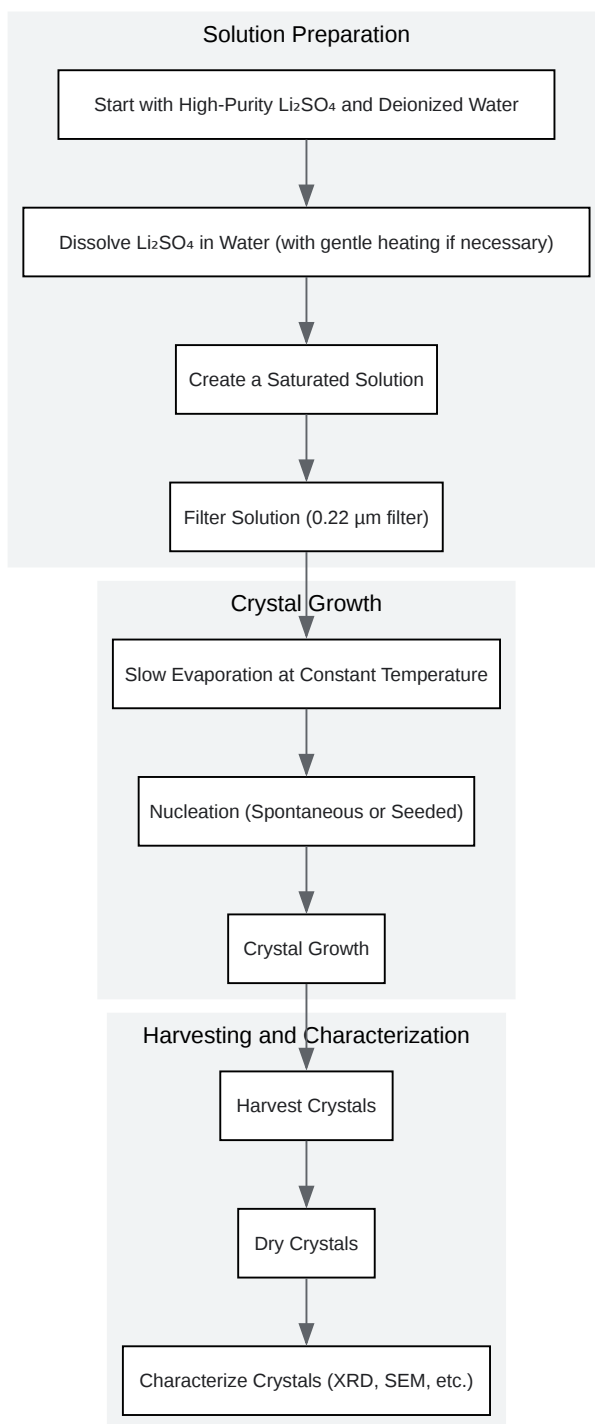 Solution Preparation
Start with High-Purity Li₂SO₄ and Deionized Water
Dissolve Li₂SO₄ in Water (with gentle heating if necessary)
Create a Saturated Solution
Filter Solution (0.22 µm filter)
Crystal Growth
Slow Evaporation at Constant Temperature
Nucleation (Spontaneous or Seeded)
Crystal Growth
Harvesting and Characterization
Harvest Crystals
Dry Crystals
Characterize Crystals (XRD, SEM, etc.)